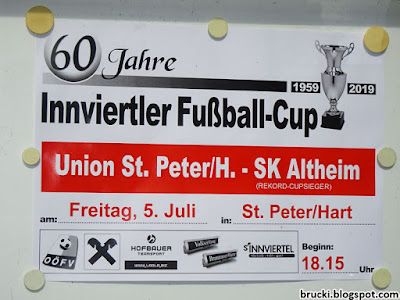 60 Jahre
1959 2019
Innviertler Fußball-Cup
Union St. Peter/H. - SK Altheim
(REKORD-CUPSIEGER)
am: Freitag, 5. Juli in: St. Peter/Hart
OÖFV
HOFBAUER
TRANSPORT
S'INNVIERTEL
Beginn:
18.15 Uhr
brucki.blogspot.com